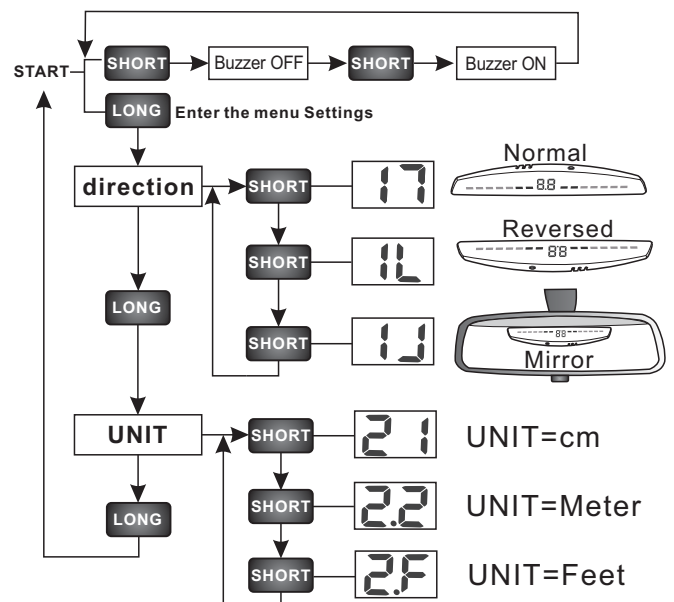 START
SHORT
Buzzer OFF
SHORT
Buzzer ON
LONG Enter the menu Settings
direction
SHORT
17
Normal
8.8
SHORT
1L
Reversed
88
LONG
SHORT
1J
88
Mirror
UNIT
SHORT
21
UNIT=cm
LONG
SHORT
2.2
UNIT=Meter
SHORT
2.F
UNIT=Feet